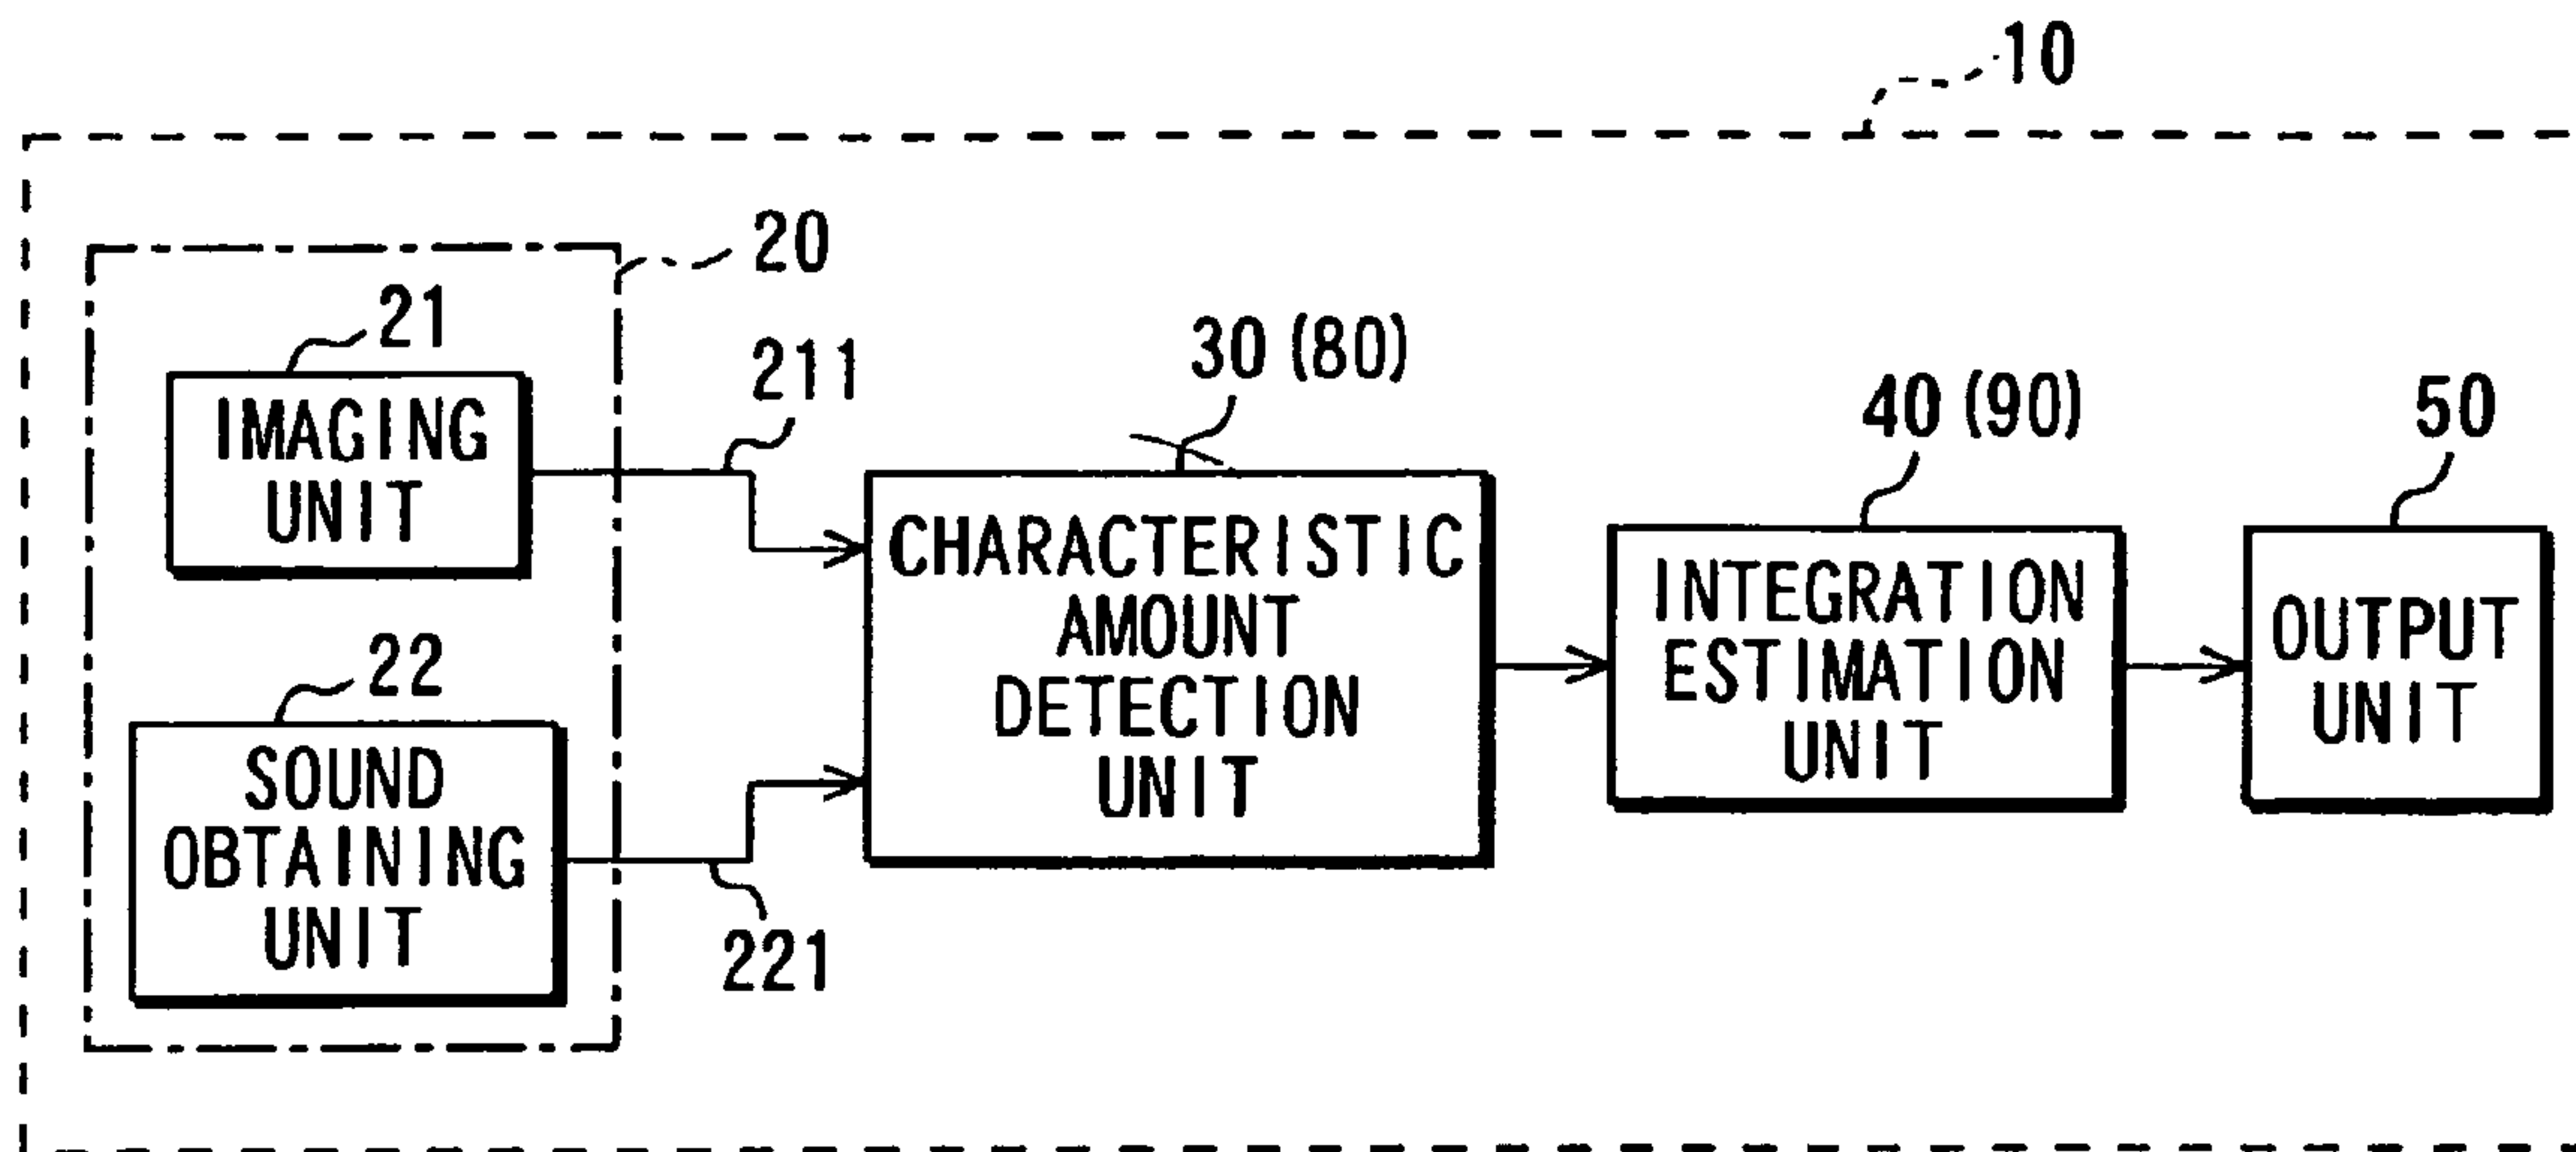 10
20
21
IMAGING
UNIT
211
22
SOUND
OBTAINING
UNIT
221
30 (80)
CHARACTERISTIC
AMOUNT
DETECTION
UNIT
40 (90)
INTEGRATION
ESTIMATION
UNIT
50
OUTPUT
UNIT